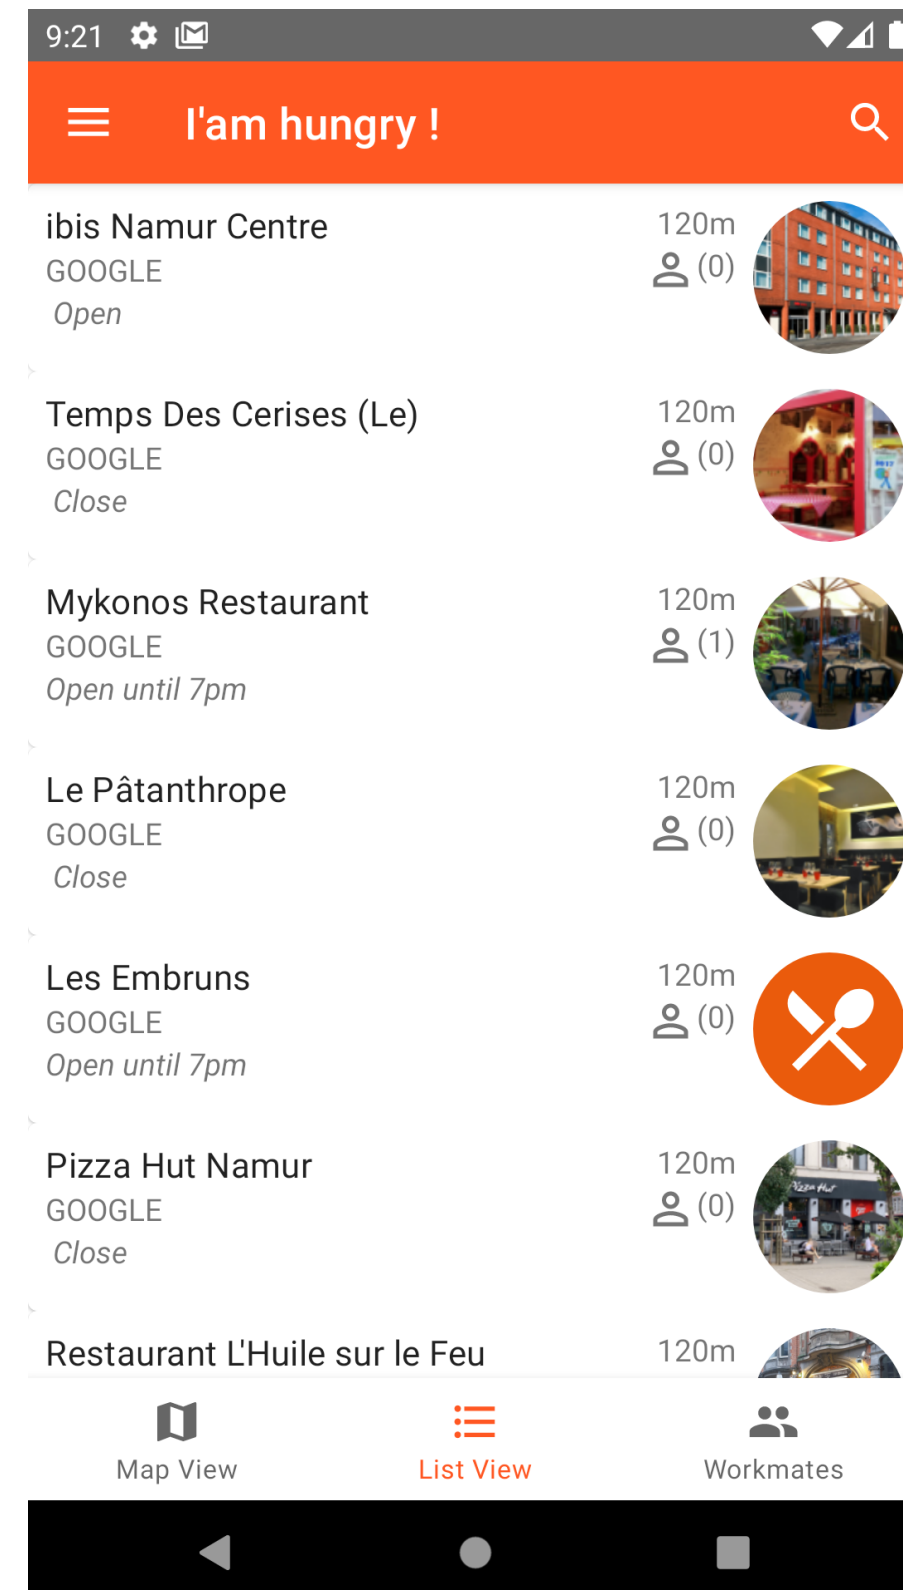 9:21
I'am hungry !
ibis Namur Centre
120m
GOOGLE
(0)
Open
Temps Des Cerises (Le)
120m
GOOGLE
(0)
Close
Mykonos Restaurant
120m
GOOGLE
(1)
Open until 7pm
Le Pâtanthrope
120m
GOOGLE
(0)
Close
Les Embruns
120m
GOOGLE
(0)
Open until 7pm
Pizza Hut Namur
120m
Pizza Hut
GOOGLE
(0)
Close
Restaurant L'Huile sur le Feu
120m
Map View
List View
Workmates